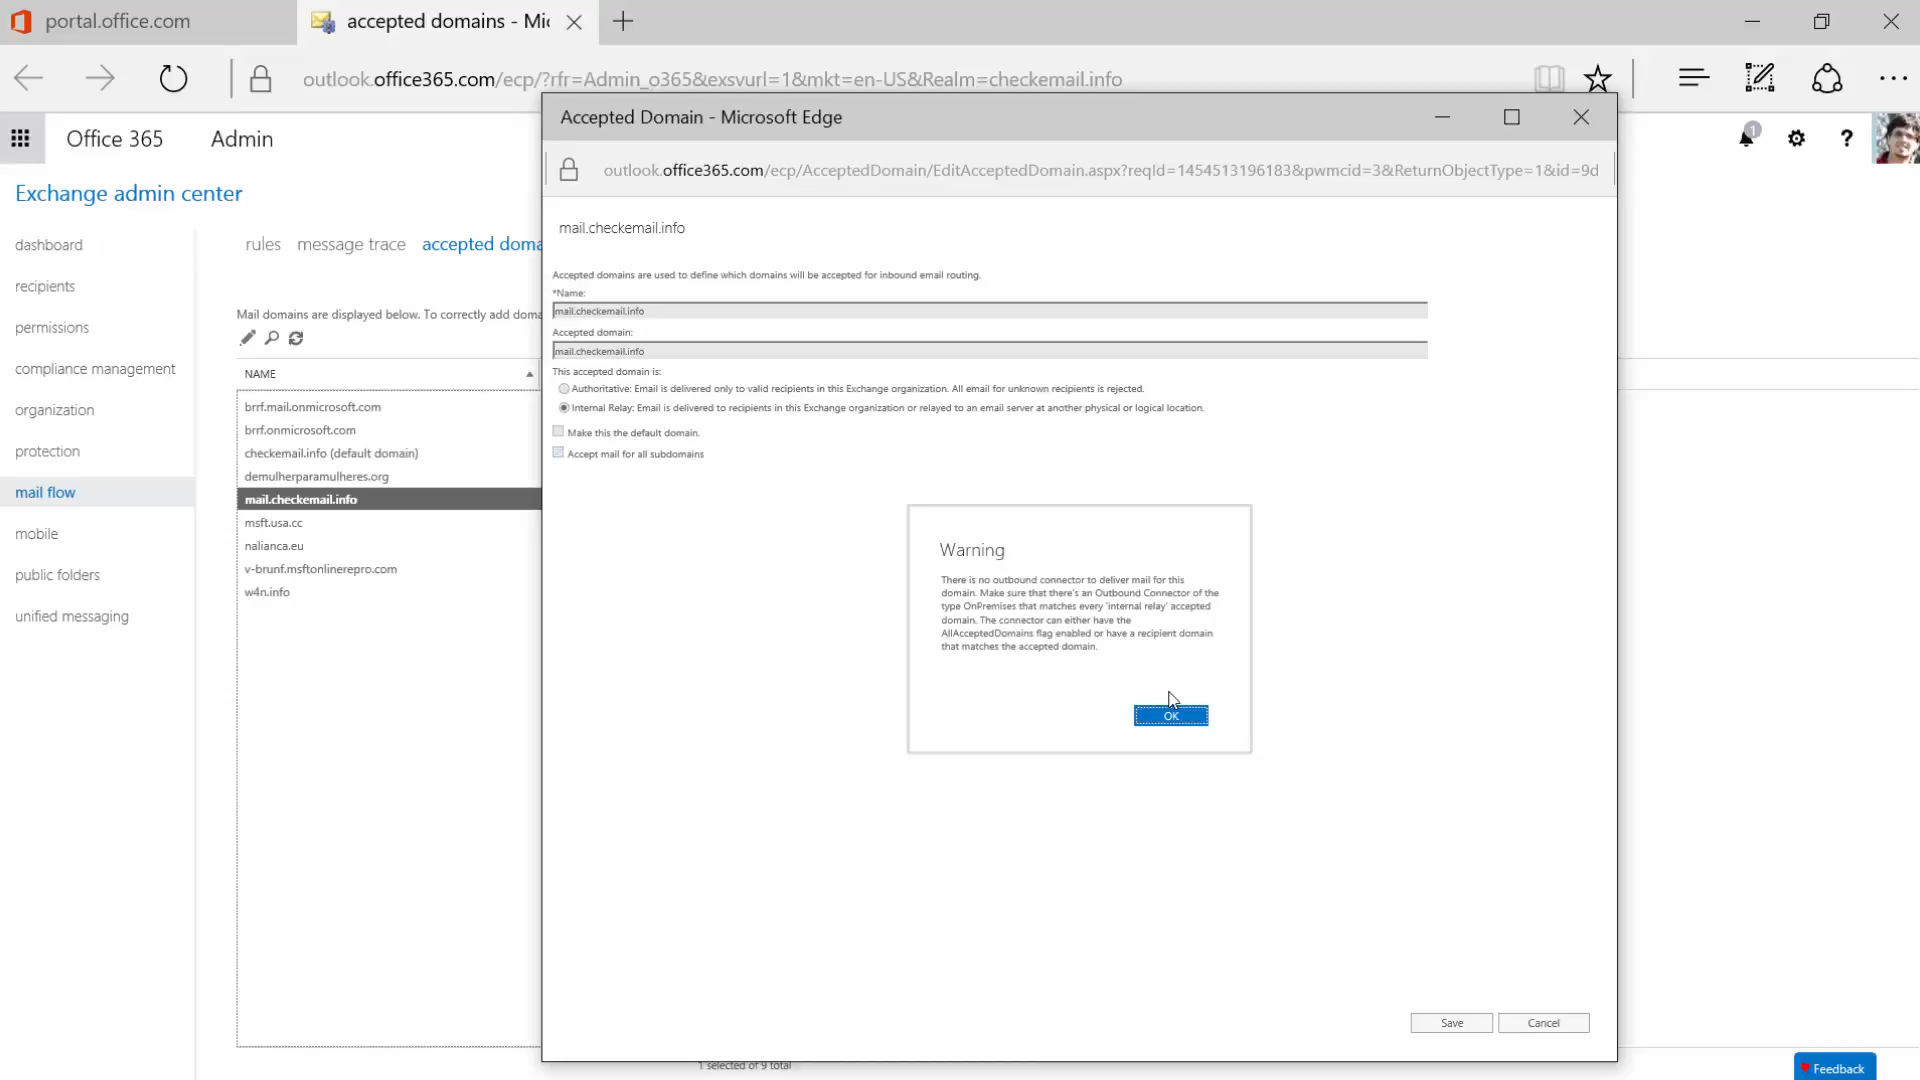 portal.office.com
accepted domains - Mic
outlook.office365.com/ecp/?rfr=Admin_o365&exsvurl=1&mkt=en-US&Realm=checkemail.info
Accepted Domain - Microsoft Edge
outlook.office365.com/ecp/AcceptedDomain/EditAcceptedDomain.aspx?reqId=1454513196183&pwmcid=3&ReturnObjectType=1&id=9d
Office 365
Admin
1
?
Exchange admin center
dashboard
recipients
permissions
compliance management
organization
protection
mail flow
mobile
public folders
unified messaging
rules message trace accepted doma
Mail domains are displayed below. To correctly add doma
NAME
brrf.mail.onmicrosoft.com
brrf.onmicrosoft.com
checkemail.info (default domain)
demulherparamulheres.org
mail.checkemail.info
msft.usa.cc
nalianca.eu
v-brunf.msftonlinerepro.com
w4n.info
1 selected of 9 total
mail.checkemail.info
Accepted domains are used to define which domains will be accepted for inbound email routing.
*Name:
mail.checkemail.info
Accepted domain:
mail.checkemail.info
This accepted domain is:
Authoritative: Email is delivered only to valid recipients in this Exchange organization. All email for unknown recipients is rejected.
Internal Relay: Email is delivered to recipients in this Exchange organization or relayed to an email server at another physical or logical location.
Make this the default domain.
Accept mail for all subdomains
Warning
There is no outbound connector to deliver mail for this
domain. Make sure that there's an Outbound Connector of the
type OnPremises that matches every 'internal relay' accepted
domain. The connector can either have the
AllAcceptedDomains flag enabled or have a recipient domain
that matches the accepted domain.
OK
Save
Cancel
Feedback